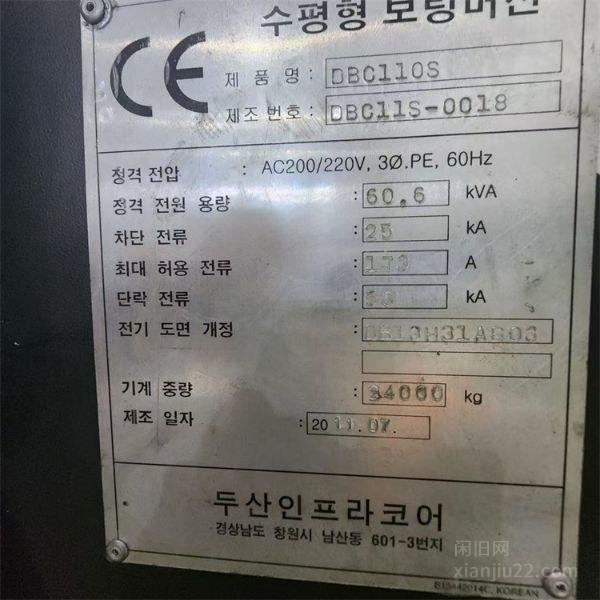 수평형 보링머신
CE
제 품 명 : DBC110S
제조 번호 : DBC11S-0018
정격 전압 : AC200/220V, 3Ø.PE, 60Hz
정격 전원 용량 : 60.6 kVA
차단 전류 : 25 kA
최대 허용 전류 : 173 A
단락 전류 : kA
전기 도면 개정 :
기계 중량 : 34000 kg
제조 일자 : 2011.07.
두산인프라코어
경상남도 창원시 남산동 601-3번지
闲旧网
xianjiu22.com